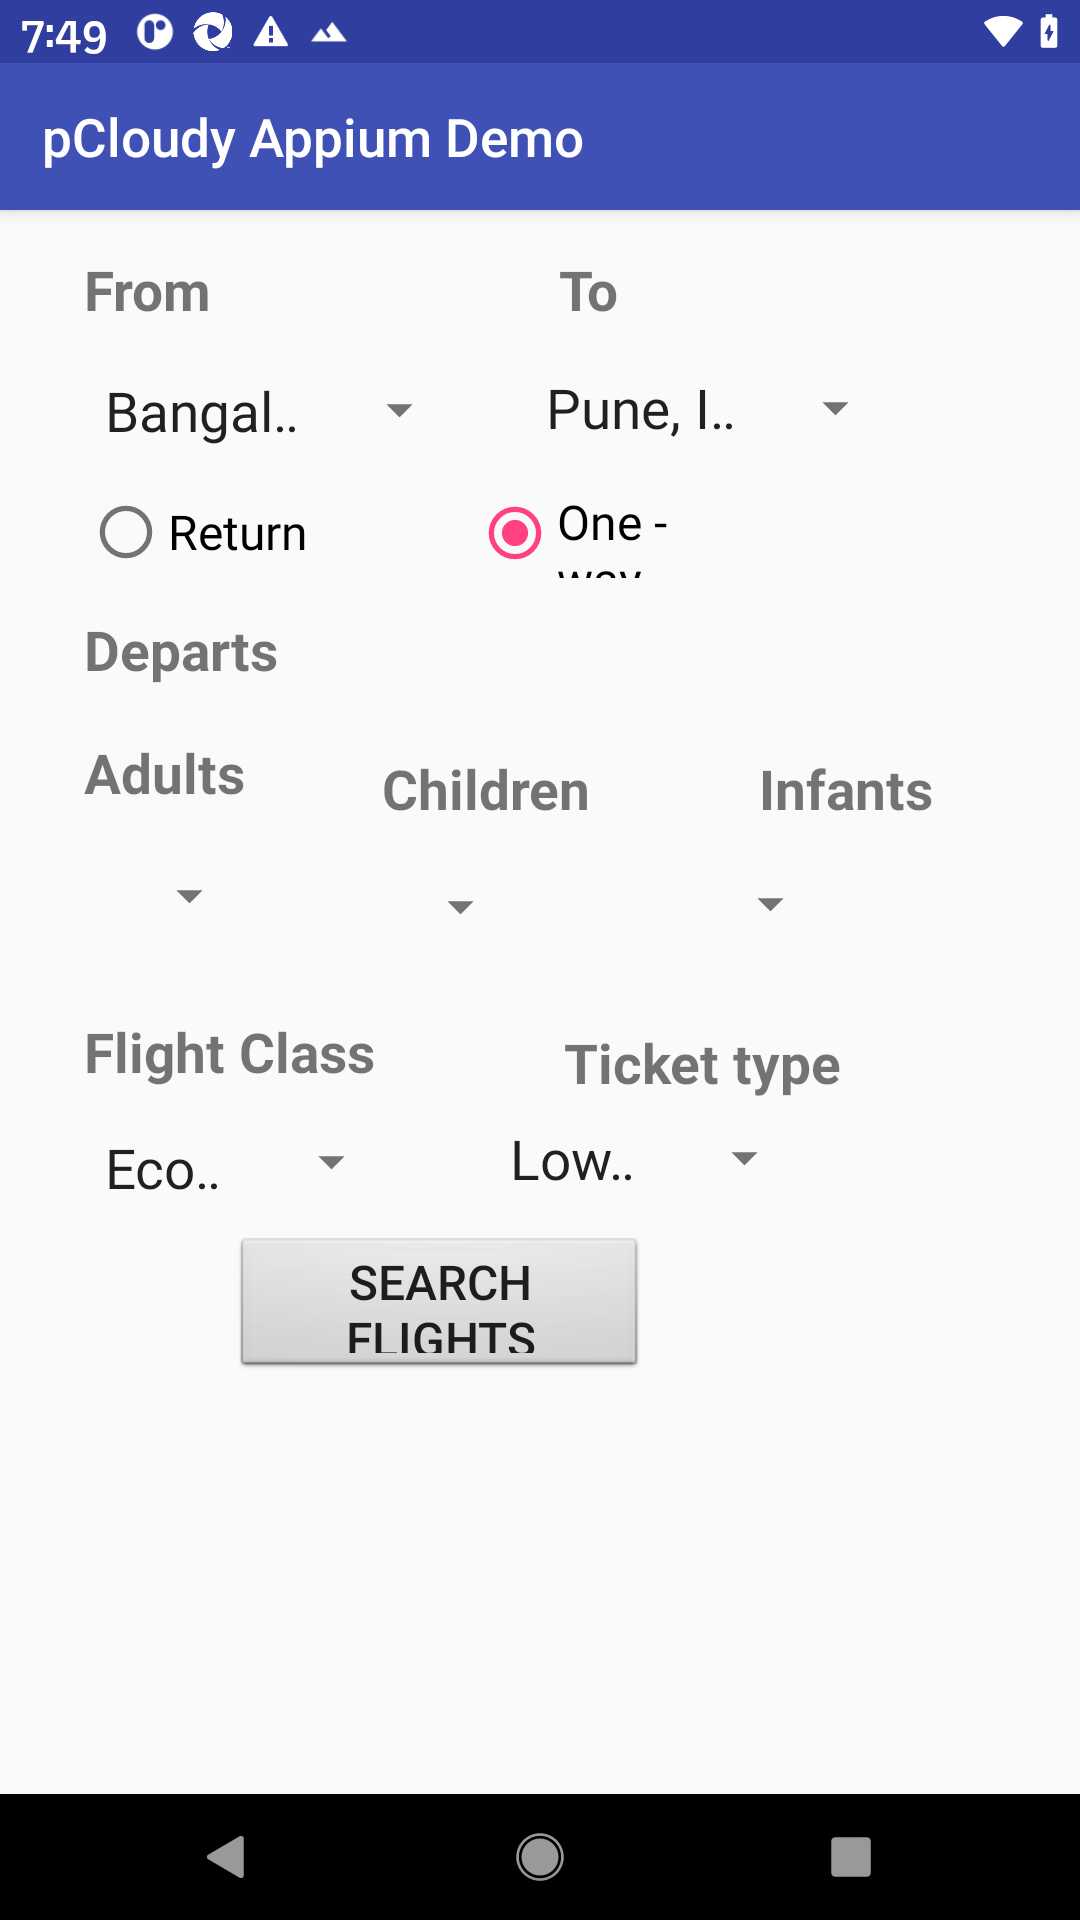 7:49
pCloudy Appium Demo
From To
Bangal.. Pune, I..
Return One -
way
Departs
Adults Children Infants
Flight Class Ticket type
Eco.. Low..
SEARCH
FLIGHTS